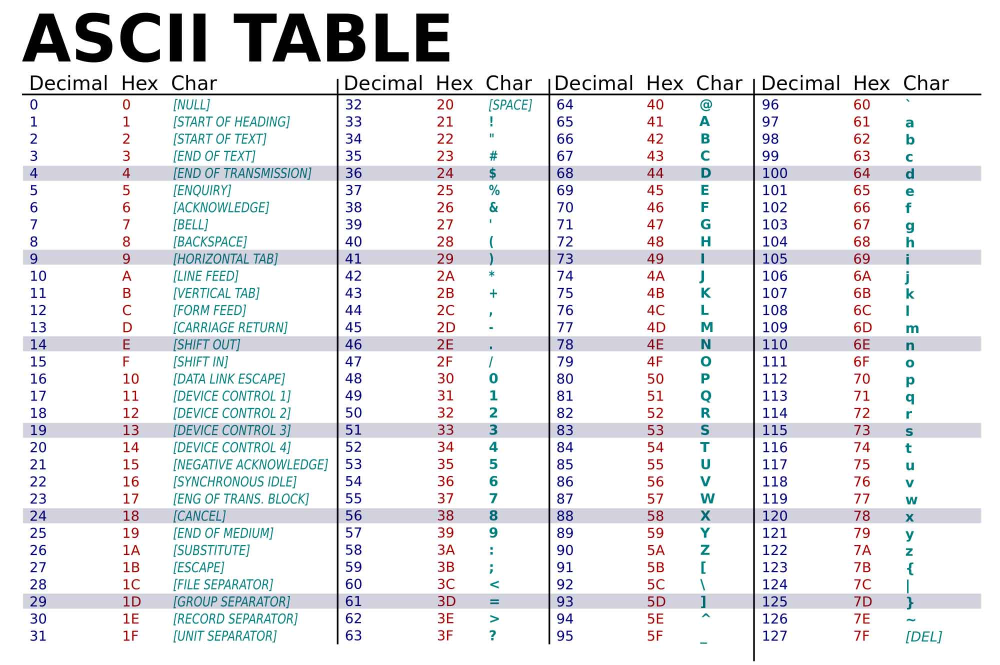 ASCII TABLE
Decimal Hex Char Decimal Hex Char Decimal Hex Char Decimal Hex Char
0 0 [NULL] 32 20 [SPACE] 64 40 @ 96 60 `
1 1 [START OF HEADING] 33 21 ! 65 41 A 97 61 a
2 2 [START OF TEXT] 34 22 " 66 42 B 98 62 b
3 3 [END OF TEXT] 35 23 # 67 43 C 99 63 c
4 4 [END OF TRANSMISSION] 36 24 $ 68 44 D 100 64 d
5 5 [ENQUIRY] 37 25 % 69 45 E 101 65 e
6 6 [ACKNOWLEDGE] 38 26 & 70 46 F 102 66 f
7 7 [BELL] 39 27 ' 71 47 G 103 67 g
8 8 [BACKSPACE] 40 28 ( 72 48 H 104 68 h
9 9 [HORIZONTAL TAB] 41 29 ) 73 49 I 105 69 i
10 A [LINE FEED] 42 2A * 74 4A J 106 6A j
11 B [VERTICAL TAB] 43 2B + 75 4B K 107 6B k
12 C [FORM FEED] 44 2C , 76 4C L 108 6C l
13 D [CARRIAGE RETURN] 45 2D - 77 4D M 109 6D m
14 E [SHIFT OUT] 46 2E . 78 4E N 110 6E n
15 F [SHIFT IN] 47 2F / 79 4F O 111 6F o
16 10 [DATA LINK ESCAPE] 48 30 0 80 50 P 112 70 p
17 11 [DEVICE CONTROL 1] 49 31 1 81 51 Q 113 71 q
18 12 [DEVICE CONTROL 2] 50 32 2 82 52 R 114 72 r
19 13 [DEVICE CONTROL 3] 51 33 3 83 53 S 115 73 s
20 14 [DEVICE CONTROL 4] 52 34 4 84 54 T 116 74 t
21 15 [NEGATIVE ACKNOWLEDGE] 53 35 5 85 55 U 117 75 u
22 16 [SYNCHRONOUS IDLE] 54 36 6 86 56 V 118 76 v
23 17 [ENG OF TRANS. BLOCK] 55 37 7 87 57 W 119 77 w
24 18 [CANCEL] 56 38 8 88 58 X 120 78 x
25 19 [END OF MEDIUM] 57 39 9 89 59 Y 121 79 y
26 1A [SUBSTITUTE] 58 3A : 90 5A Z 122 7A z
27 1B [ESCAPE] 59 3B ; 91 5B [ 123 7B {
28 1C [FILE SEPARATOR] 60 3C < 92 5C \ 124 7C |
29 1D [GROUP SEPARATOR] 61 3D = 93 5D ] 125 7D }
30 1E [RECORD SEPARATOR] 62 3E > 94 5E ^ 126 7E ~
31 1F [UNIT SEPARATOR] 63 3F ? 95 5F _ 127 7F [DEL]